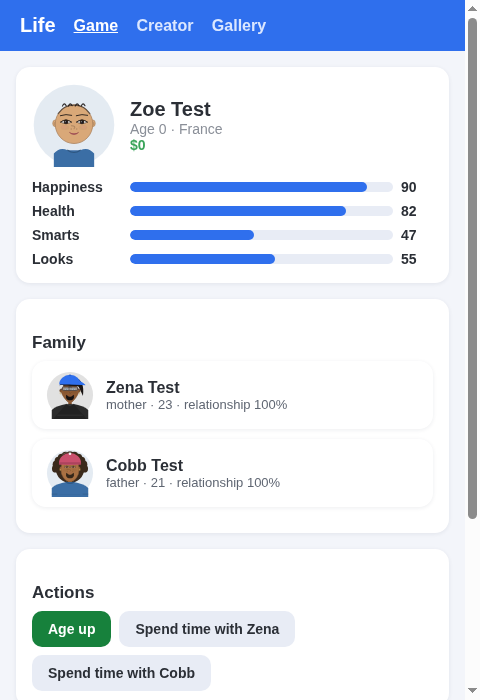 Life Game Creator Gallery
Zoe Test
Age 0 · France
$0
Happiness 90
Health 82
Smarts 47
Looks 55
Family
Zena Test
mother · 23 · relationship 100%
Cobb Test
father · 21 · relationship 100%
Actions
Age up Spend time with Zena
Spend time with Cobb